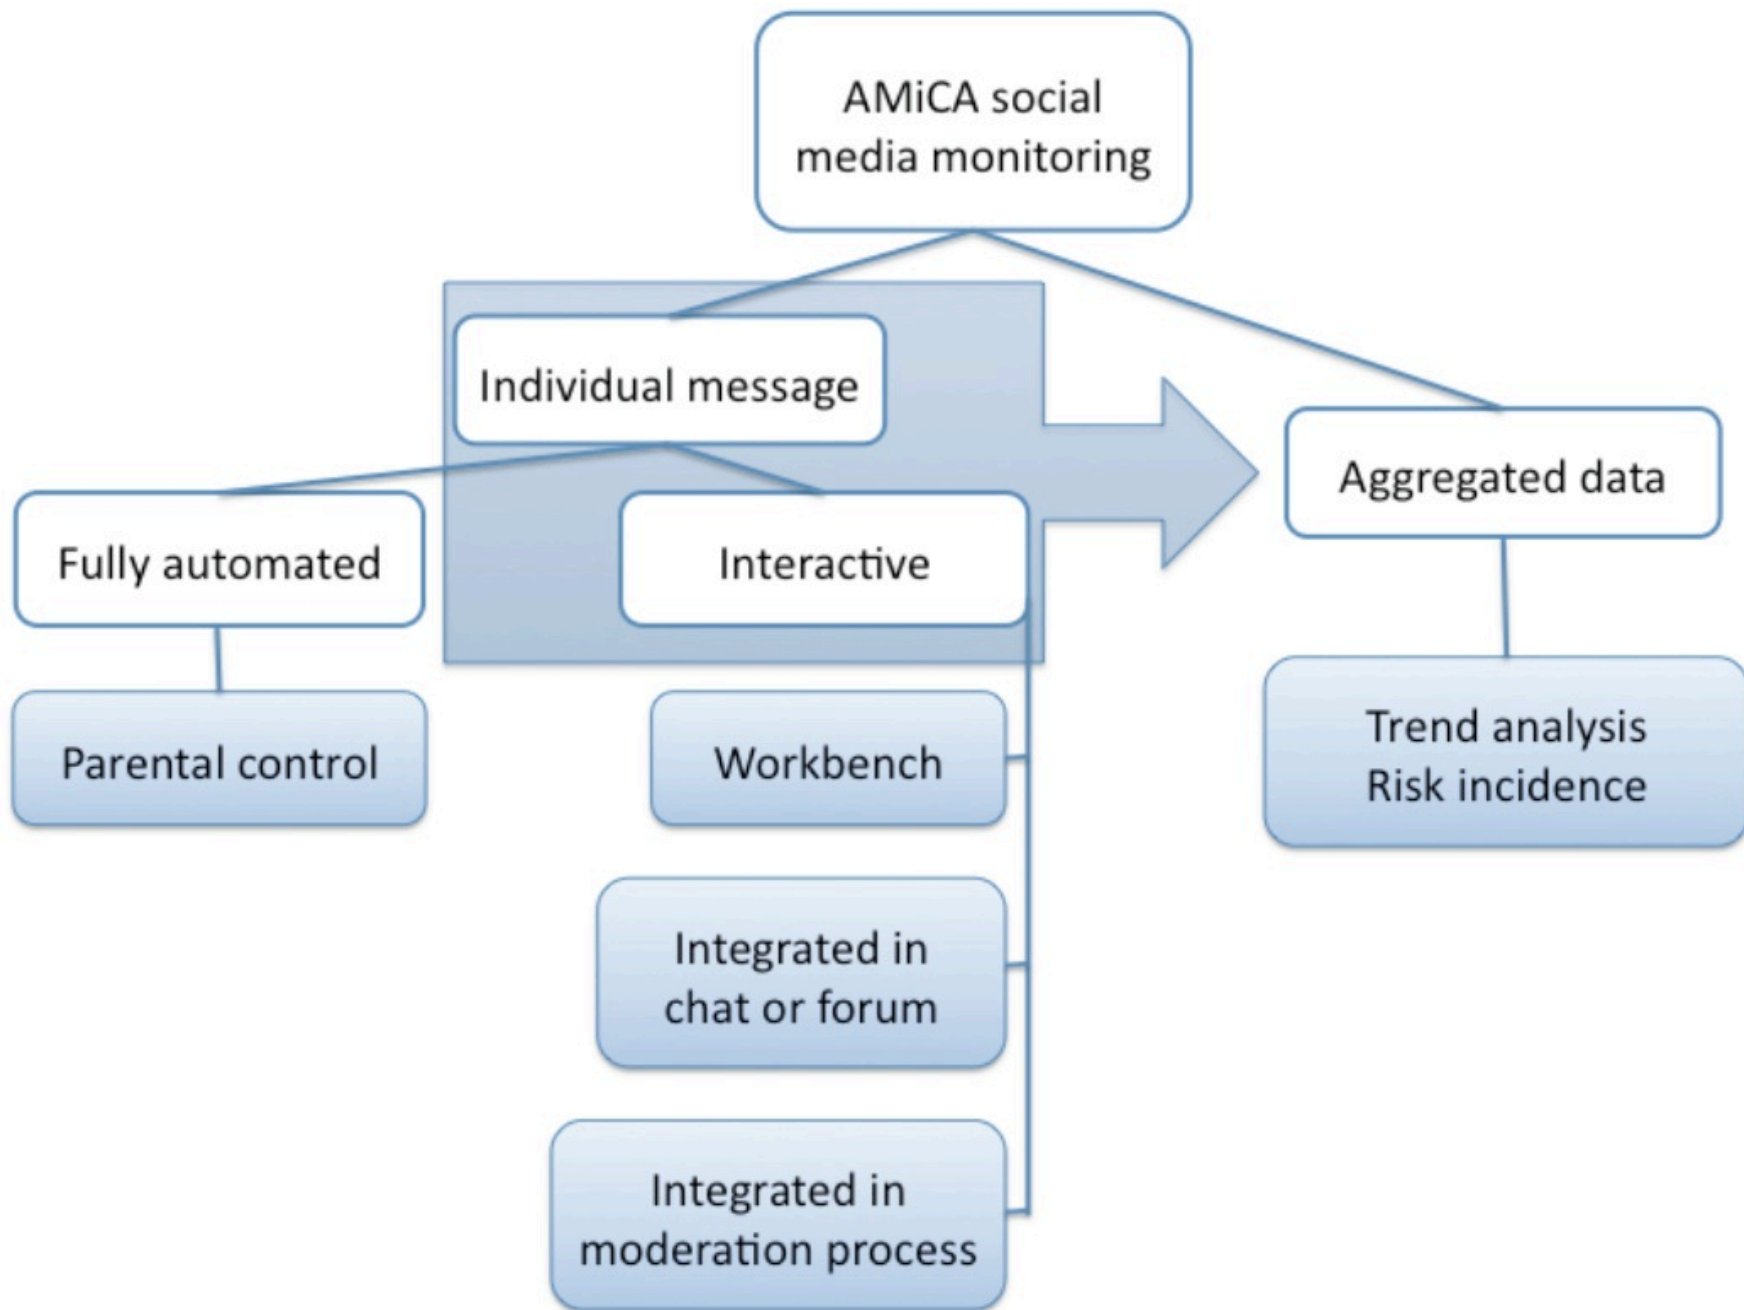 AMiCA social
media monitoring
Individual message
Aggregated data
Fully automated
Interactive
Parental control
Workbench
Trend analysis
Risk incidence
Integrated in
chat or forum
Integrated in
moderation process